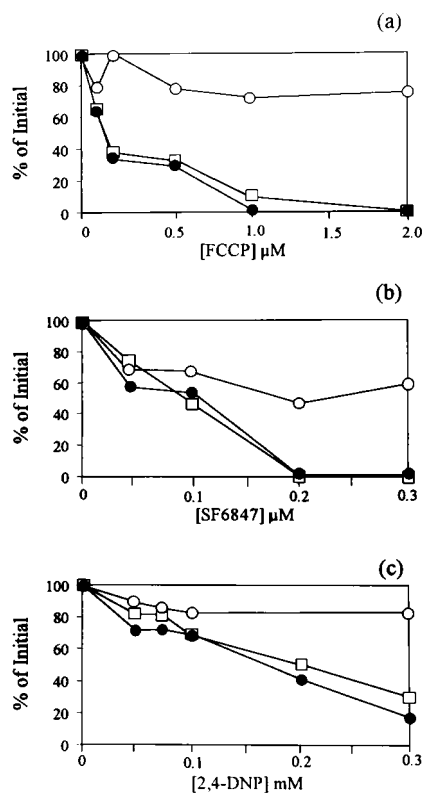 (a)
100
80
60
40
20
0
% of Initial
0 0.5 1.0 1.5 2.0
[FCCP] μM
(b)
100
80
60
40
20
0
% of Initial
0 0.1 0.2 0.3
[SF6847] μM
(c)
100
80
60
40
20
0
% of Initial
0 0.1 0.2 0.3
[2,4-DNP] mM